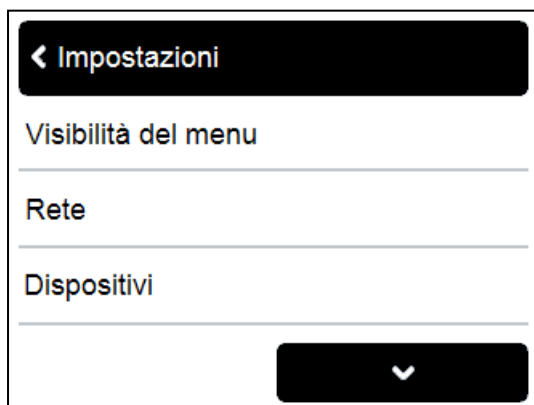 Impostazioni
Visibilità del menu
Rete
Dispositivi